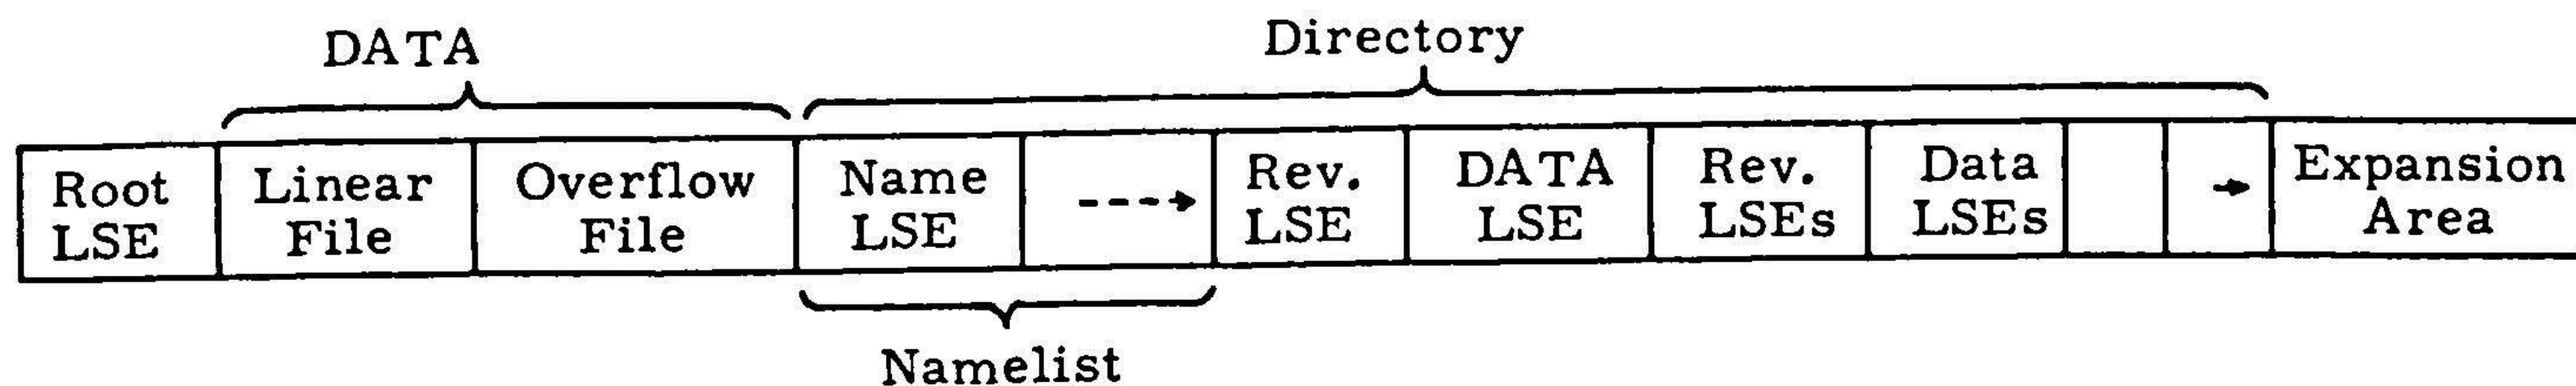 DATA
Directory
Root
LSE
Linear
File
Overflow
File
Name
LSE
Rev.
LSE
DATA
LSE
Rev.
LSEs
Data
LSEs
Expansion
Area
Namelist